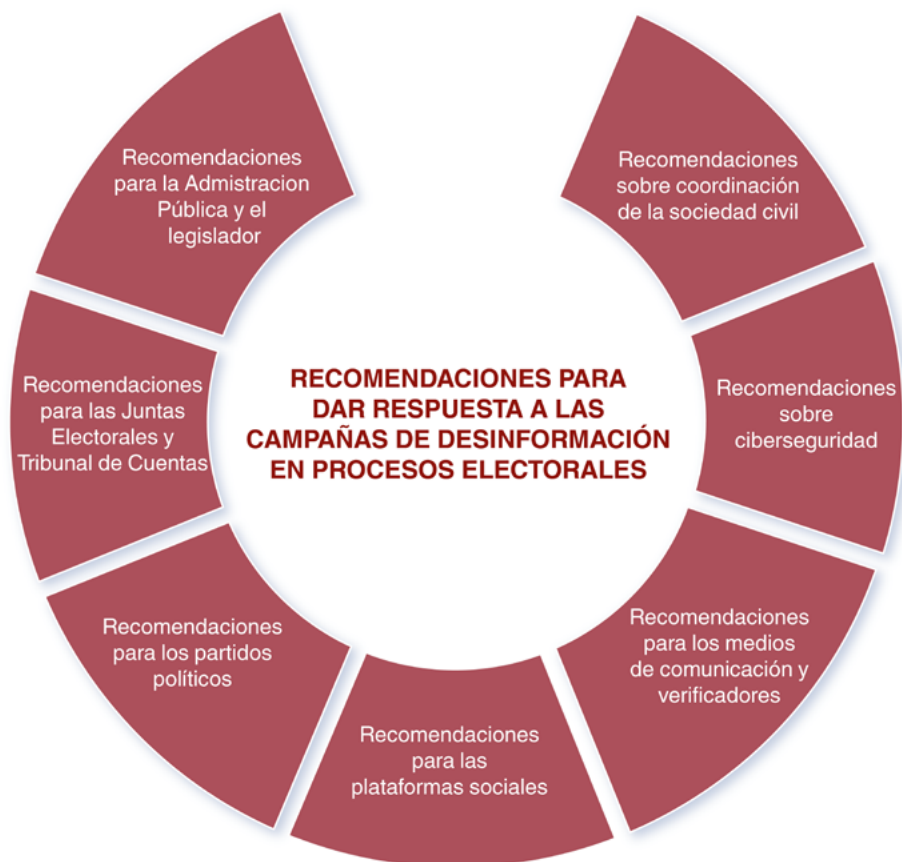 Recomendaciones
para la Admistracion
Pública y el
legislador
Recomendaciones
para las Juntas
Electorales y
Tribunal de Cuentas
Recomendaciones
para los partidos
políticos
Recomendaciones
para las
plataformas sociales
Recomendaciones
para los medios
de comunicación y
verificadores
Recomendaciones
sobre
ciberseguridad
Recomendaciones
sobre coordinación
de la sociedad civil
RECOMENDACIONES PARA
DAR RESPUESTA A LAS
CAMPAÑAS DE DESINFORMACIÓN
EN PROCESOS ELECTORALES